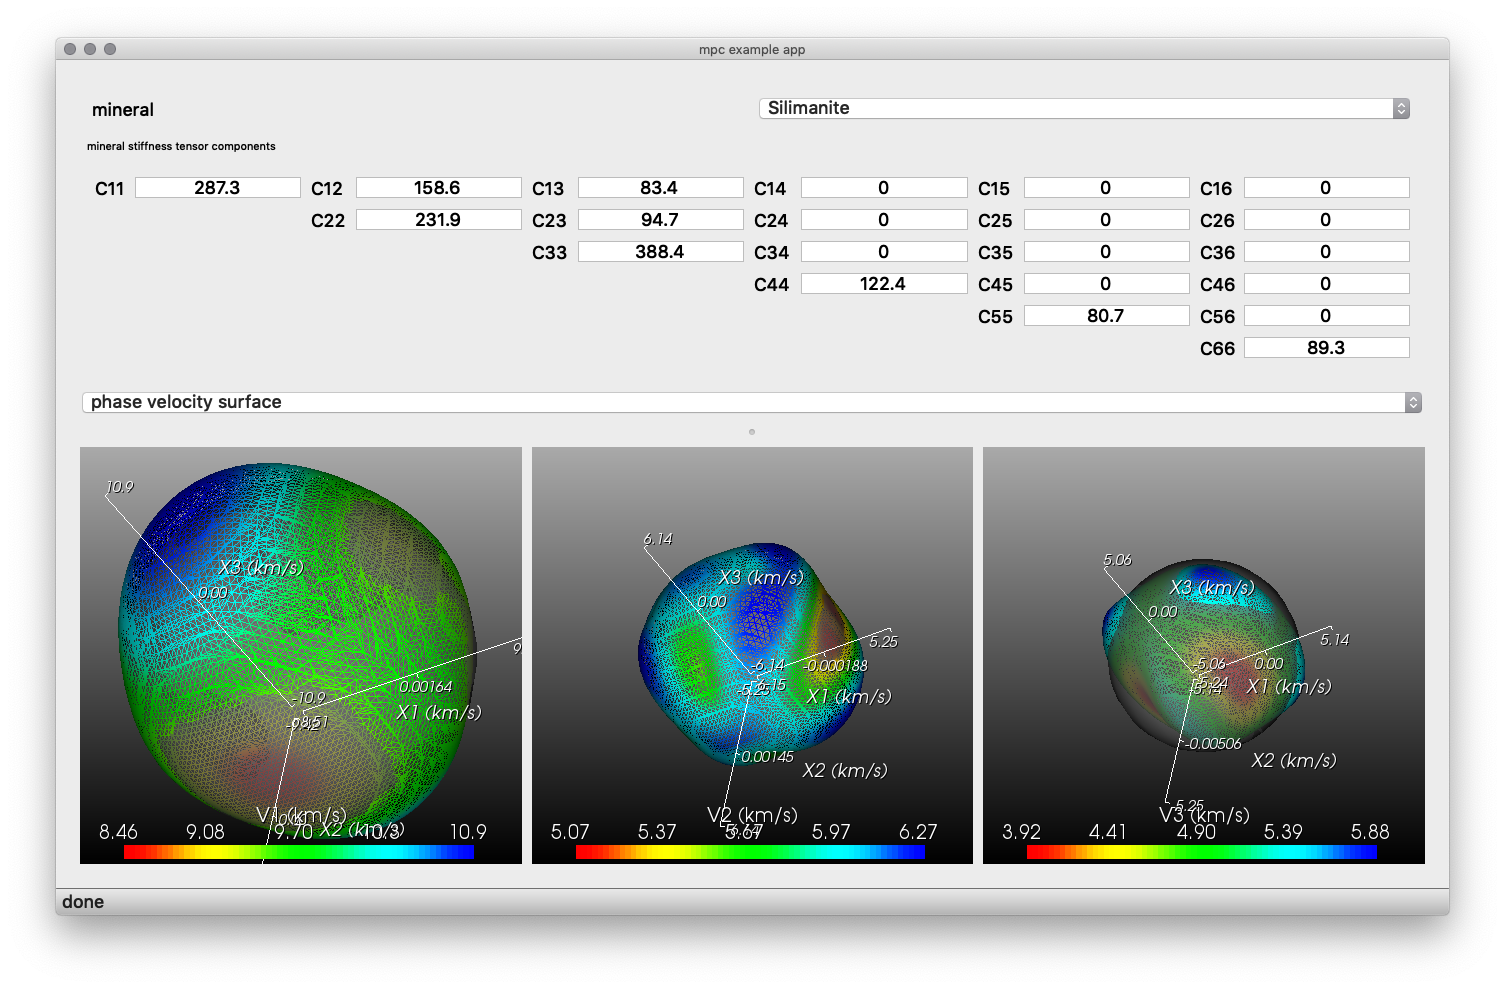 mpc example app
mineral Silimanite
mineral stiffness tensor components
C11 287.3 C12 158.6 C13 83.4 C14 0 C15 0 C16 0
C22 231.9 C23 94.7 C24 0 C25 0 C26 0
C33 388.4 C34 0 C35 0 C36 0
C44 122.4 C45 0 C46 0
C55 80.7 C56 0
C66 89.3
phase velocity surface
10.9
X3 (km/s)
0.00
9.
0.00164
-10.9
X1 (km/s)
V1 (km/s)
X2 (km/s)
8.46 9.08 9.70 10.3 10.9
6.14
X3 (km/s)
0.00
5.25
-6.14 -0.000188
X1 (km/s)
0.00145
X2 (km/s)
V2 (km/s)
5.07 5.37 5.67 5.97 6.27
5.06
X3 (km/s)
0.00
5.14
-5.06 0.00
X1 (km/s)
-0.00506
X2 (km/s)
-5.25
V3 (km/s)
3.92 4.41 4.90 5.39 5.88
done